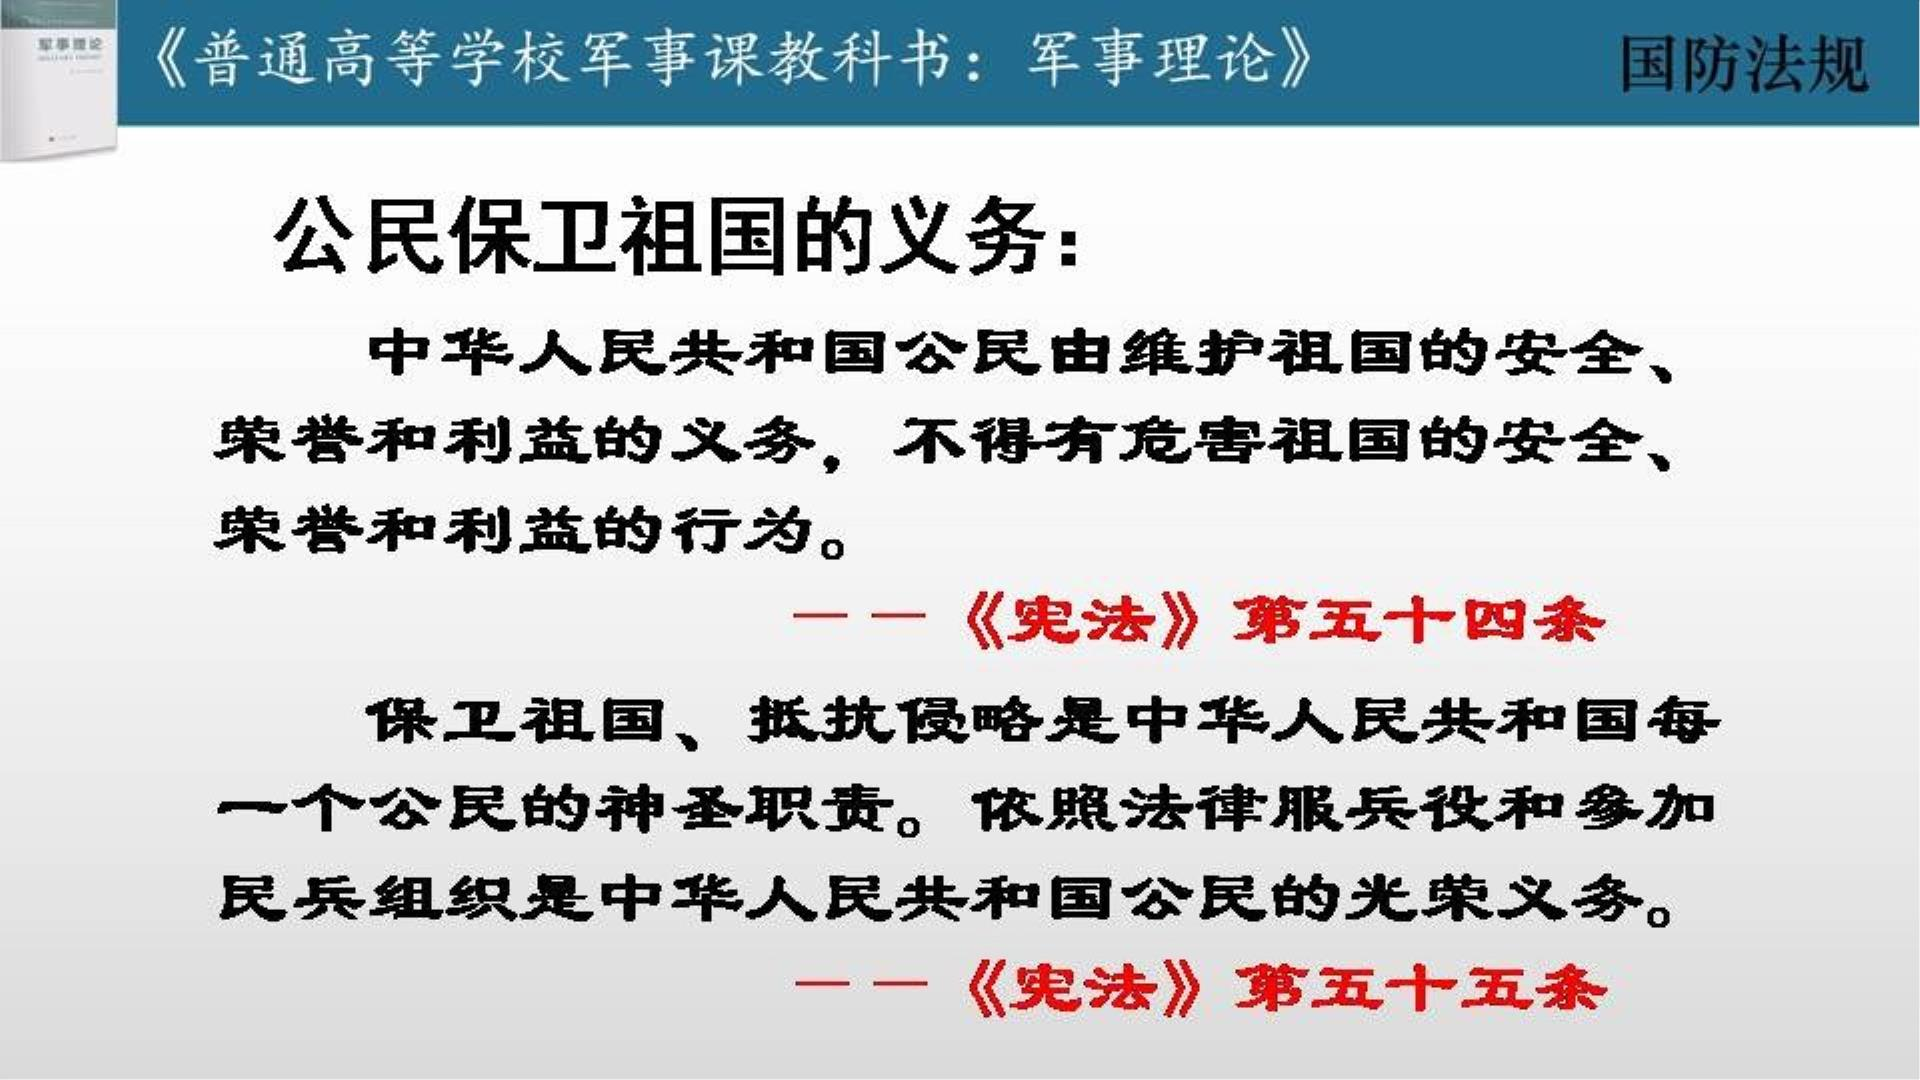 军事理论
《普通高等学校军事课教科书：军事理论》
国防法规
公民保卫祖国的义务：
中华人民共和国公民由维护祖国的安全、
荣誉和利益的义务，不得有危害祖国的安全、
荣誉和利益的行为。
——《宪法》第五十四条
保卫祖国、抵抗侵略是中华人民共和国每
一个公民的神圣职责。依照法律服兵役和参加
民兵组织是中华人民共和国公民的光荣义务。
——《宪法》第五十五条